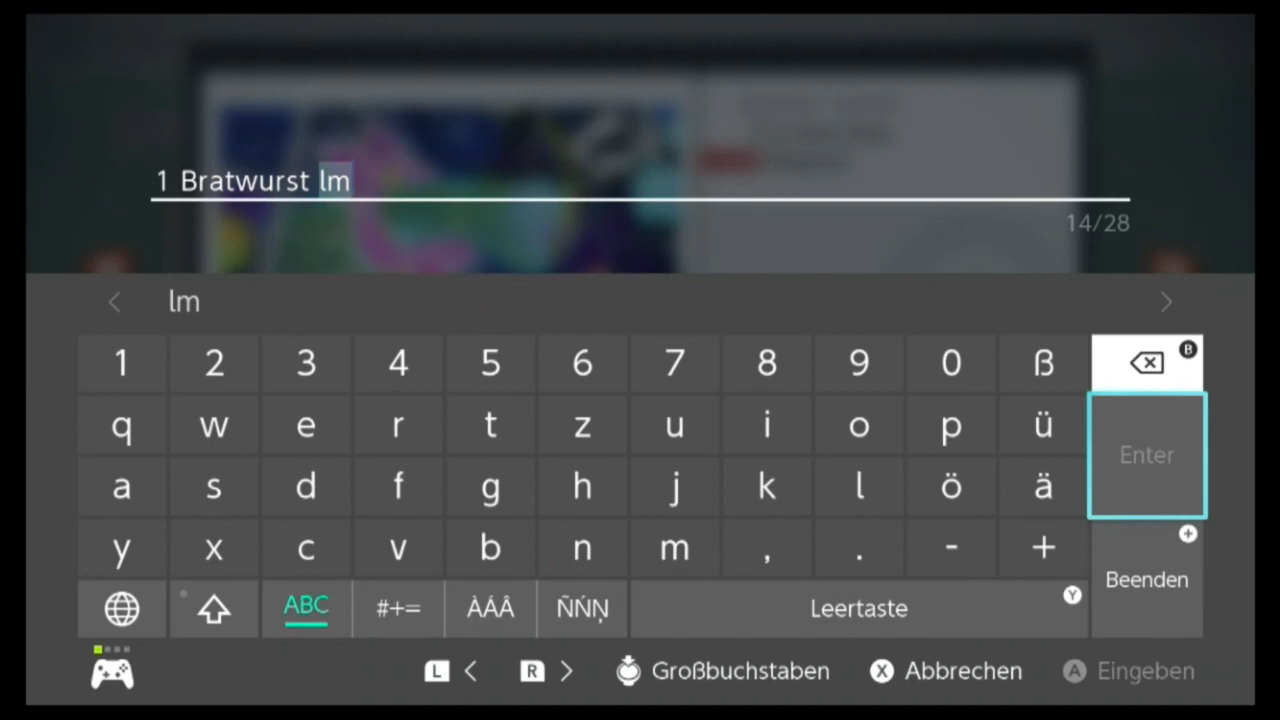 1 Bratwurst lm
14/28
< lm >
1 2 3 4 5 6 7 8 9 0 ß B
q w e r t z u i o p ü
Enter
a s d f g h j k l ö ä
y x c v b n m , . - +
Beenden
ABC #+= ÀÁÂ ÑŃŅ Leertaste Y
L < R > Großbuchstaben X Abbrechen A Eingeben